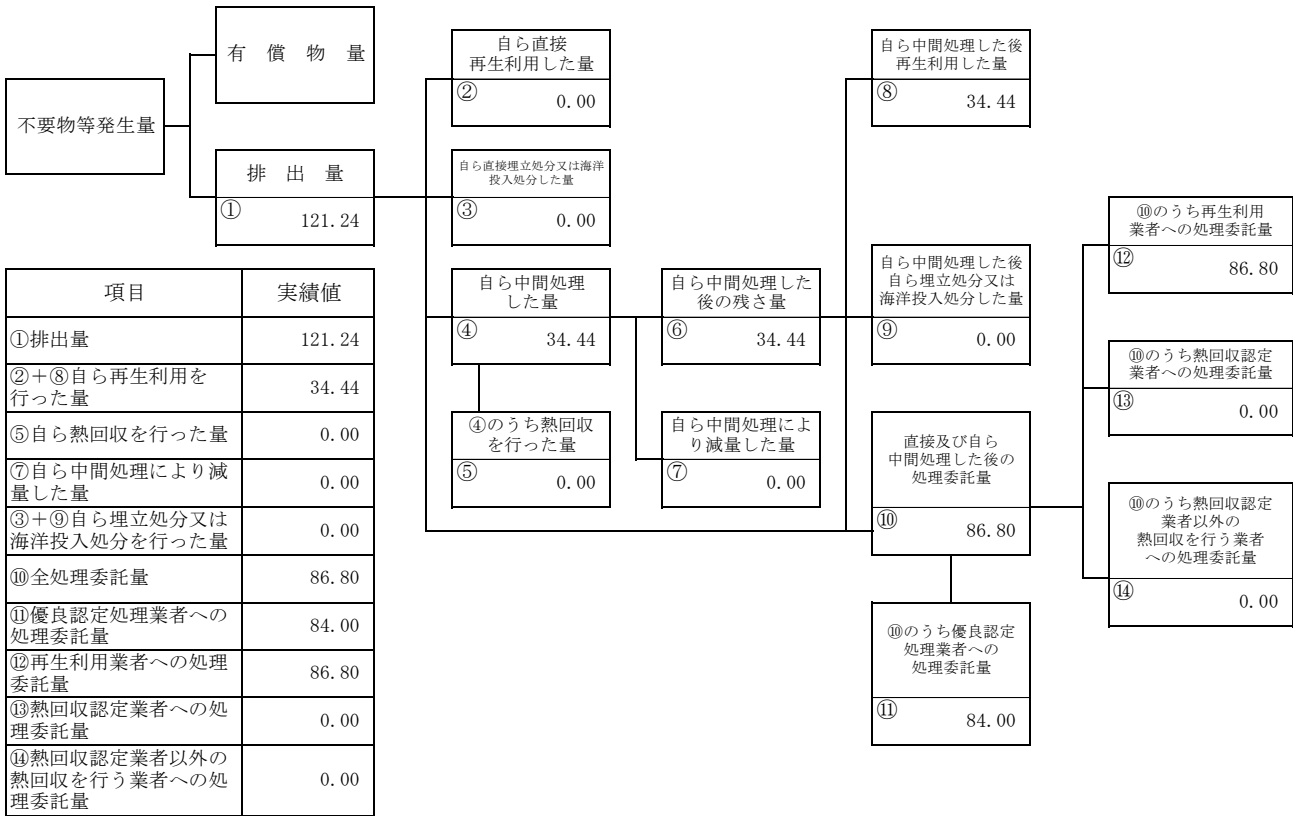 有　償　物　量
不要物等発生量
排　出　量
① 121.24
自ら直接
再生利用した量
② 0.00
自ら直接埋立処分又は海洋
投入処分した量
③ 0.00
自ら中間処理
した量
④ 34.44
④のうち熱回収
を行った量
⑤ 0.00
自ら中間処理した
後の残さ量
⑥ 34.44
自ら中間処理によ
り減量した量
⑦ 0.00
自ら中間処理した後
再生利用した量
⑧ 34.44
自ら中間処理した後
自ら埋立処分又は
海洋投入処分した量
⑨ 0.00
直接及び自ら
中間処理した後の
処理委託量
⑩ 86.80
⑩のうち優良認定
処理業者への
処理委託量
⑪ 84.00
⑩のうち再生利用
業者への処理委託量
⑫ 86.80
⑩のうち熱回収認定
業者への処理委託量
⑬ 0.00
⑩のうち熱回収認定
業者以外の
熱回収を行う業者
への処理委託量
⑭ 0.00
項目 実績値
①排出量 121.24
②＋⑧自ら再生利用を
行った量 34.44
⑤自ら熱回収を行った量 0.00
⑦自ら中間処理により減
量した量 0.00
③＋⑨自ら埋立処分又は
海洋投入処分を行った量 0.00
⑩全処理委託量 86.80
⑪優良認定処理業者への
処理委託量 84.00
⑫再生利用業者への処理
委託量 86.80
⑬熱回収認定業者への処
理委託量 0.00
⑭熱回収認定業者以外の
熱回収を行う業者への処
理委託量 0.00